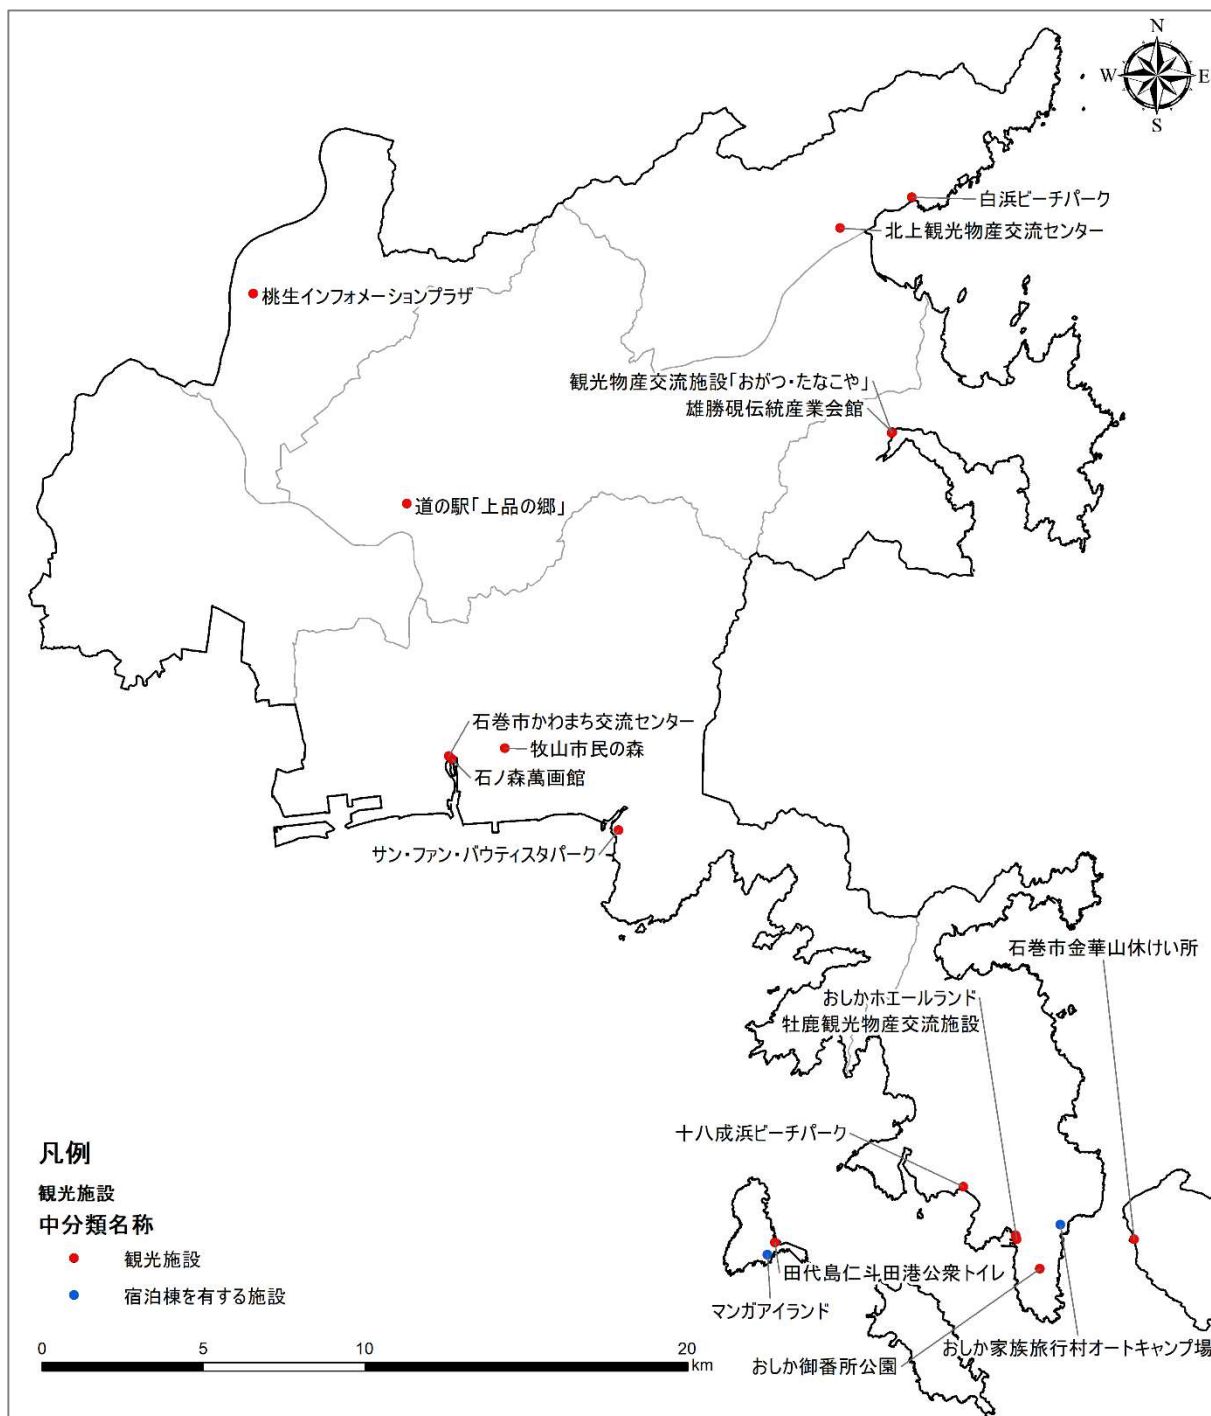 N
W
E
S
白浜ビーチパーク
北上観光物産交流センター
桃生インフォメーションプラザ
観光物産交流施設「おがつ・たなこや」
雄勝硯伝統産業会館
道の駅「上品の郷」
石巻市かわまち交流センター
牧山市民の森
石ノ森萬画館
サン・ファン・バウティスタパーク
石巻市金華山休けい所
おしかホエールランド
牡鹿観光物産交流施設
十八成浜ビーチパーク
田代島仁斗田港公衆トイレ
マンガアイランド
おしか家族旅行村オートキャンプ場
おしか御番所公園
凡例
観光施設
中分類名称
観光施設
宿泊棟を有する施設
0
5
10
20
km